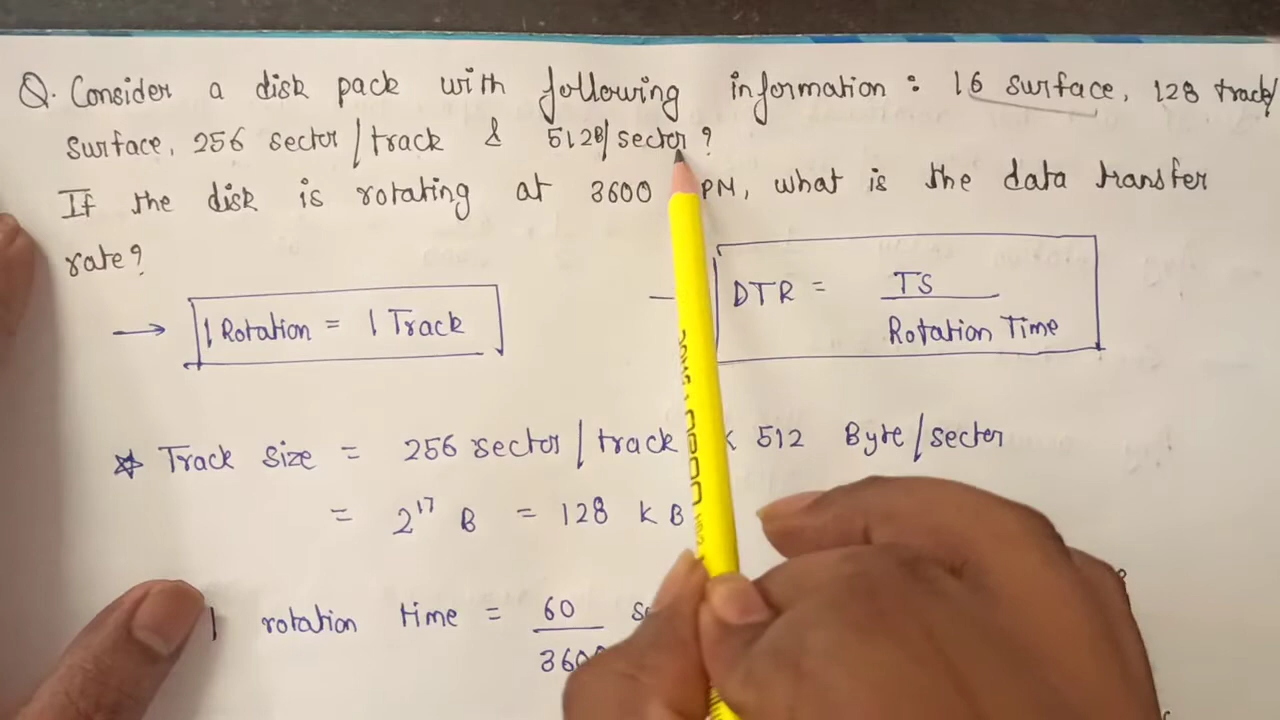 Q. Consider a disk pack with following information : 16 surface, 128 track/
surface, 256 sector/track & 512B/sector?
If the disk is rotating at 3600 PM, what is the data transfer
rate?
→ 1 Rotation = 1 Track
DTR = TS
Rotation Time
☆ Track size = 256 sector/track 512 Byte/sector
= 2^17 B = 128 KB
1 rotation time = 60
360